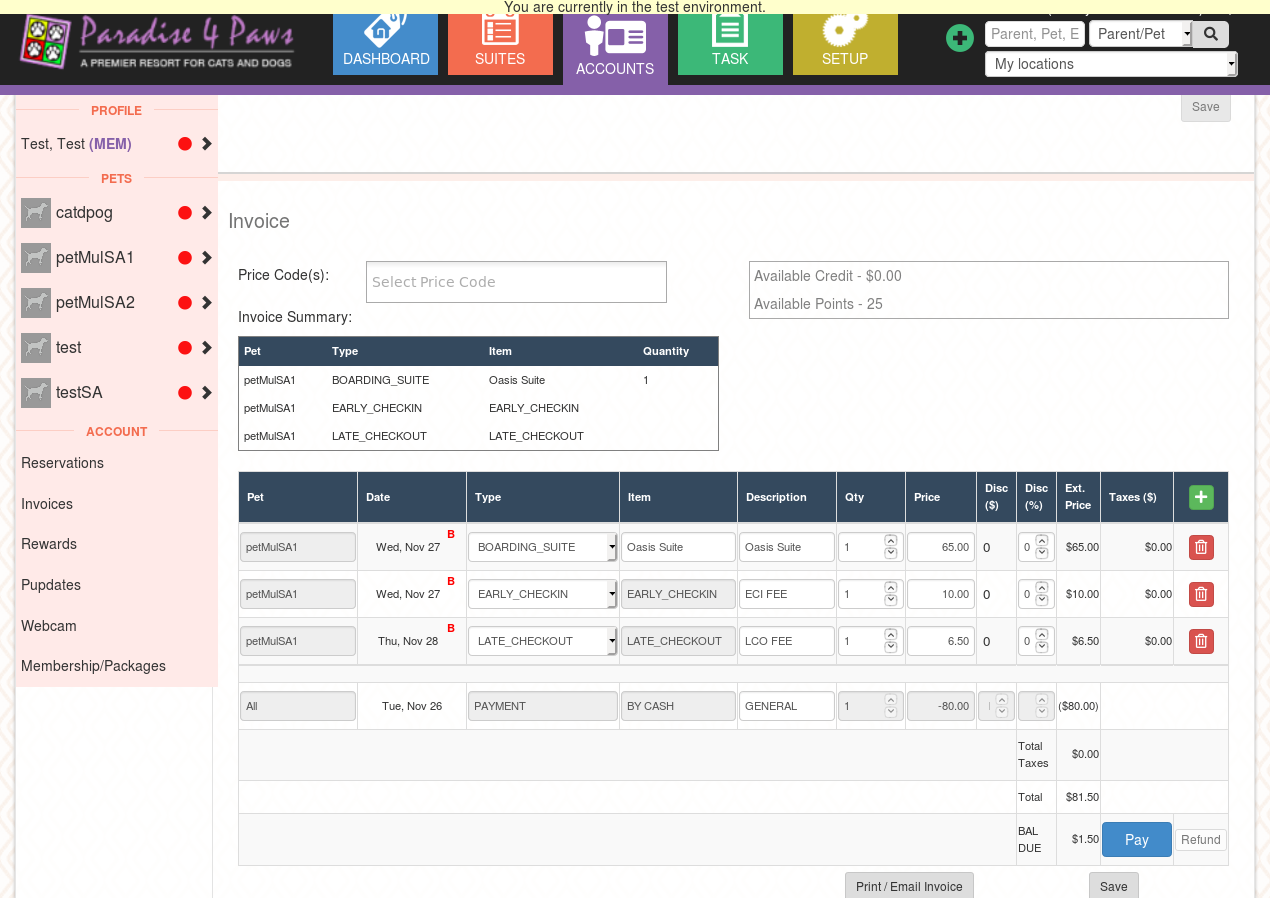 You are currently in the test environment.
Paradise 4 Paws
A PREMIER RESORT FOR CATS AND DOGS
DASHBOARD
SUITES
ACCOUNTS
TASK
SETUP
Parent, Pet, E
Parent/Pet
My locations
PROFILE
Test, Test (MEM)
PETS
catdpog
petMulSA1
petMulSA2
test
testSA
ACCOUNT
Reservations
Invoices
Rewards
Pupdates
Webcam
Membership/Packages
Save
Invoice
Price Code(s):
Select Price Code
Available Credit - $0.00
Available Points - 25
Invoice Summary:
Pet Type Item Quantity
petMulSA1 BOARDING_SUITE Oasis Suite 1
petMulSA1 EARLY_CHECKIN EARLY_CHECKIN
petMulSA1 LATE_CHECKOUT LATE_CHECKOUT
Pet Date Type Item Description Qty Price Disc ($) Disc (%) Ext. Price Taxes ($)
petMulSA1 Wed, Nov 27 B BOARDING_SUITE Oasis Suite Oasis Suite 1 65.00 0 0 $65.00 $0.00
petMulSA1 Wed, Nov 27 B EARLY_CHECKIN EARLY_CHECKIN ECI FEE 1 10.00 0 0 $10.00 $0.00
petMulSA1 Thu, Nov 28 B LATE_CHECKOUT LATE_CHECKOUT LCO FEE 1 6.50 0 0 $6.50 $0.00
All Tue, Nov 26 PAYMENT BY CASH GENERAL 1 -80.00 ($80.00)
Total Taxes $0.00
Total $81.50
BAL DUE $1.50 Pay Refund
Print / Email Invoice Save